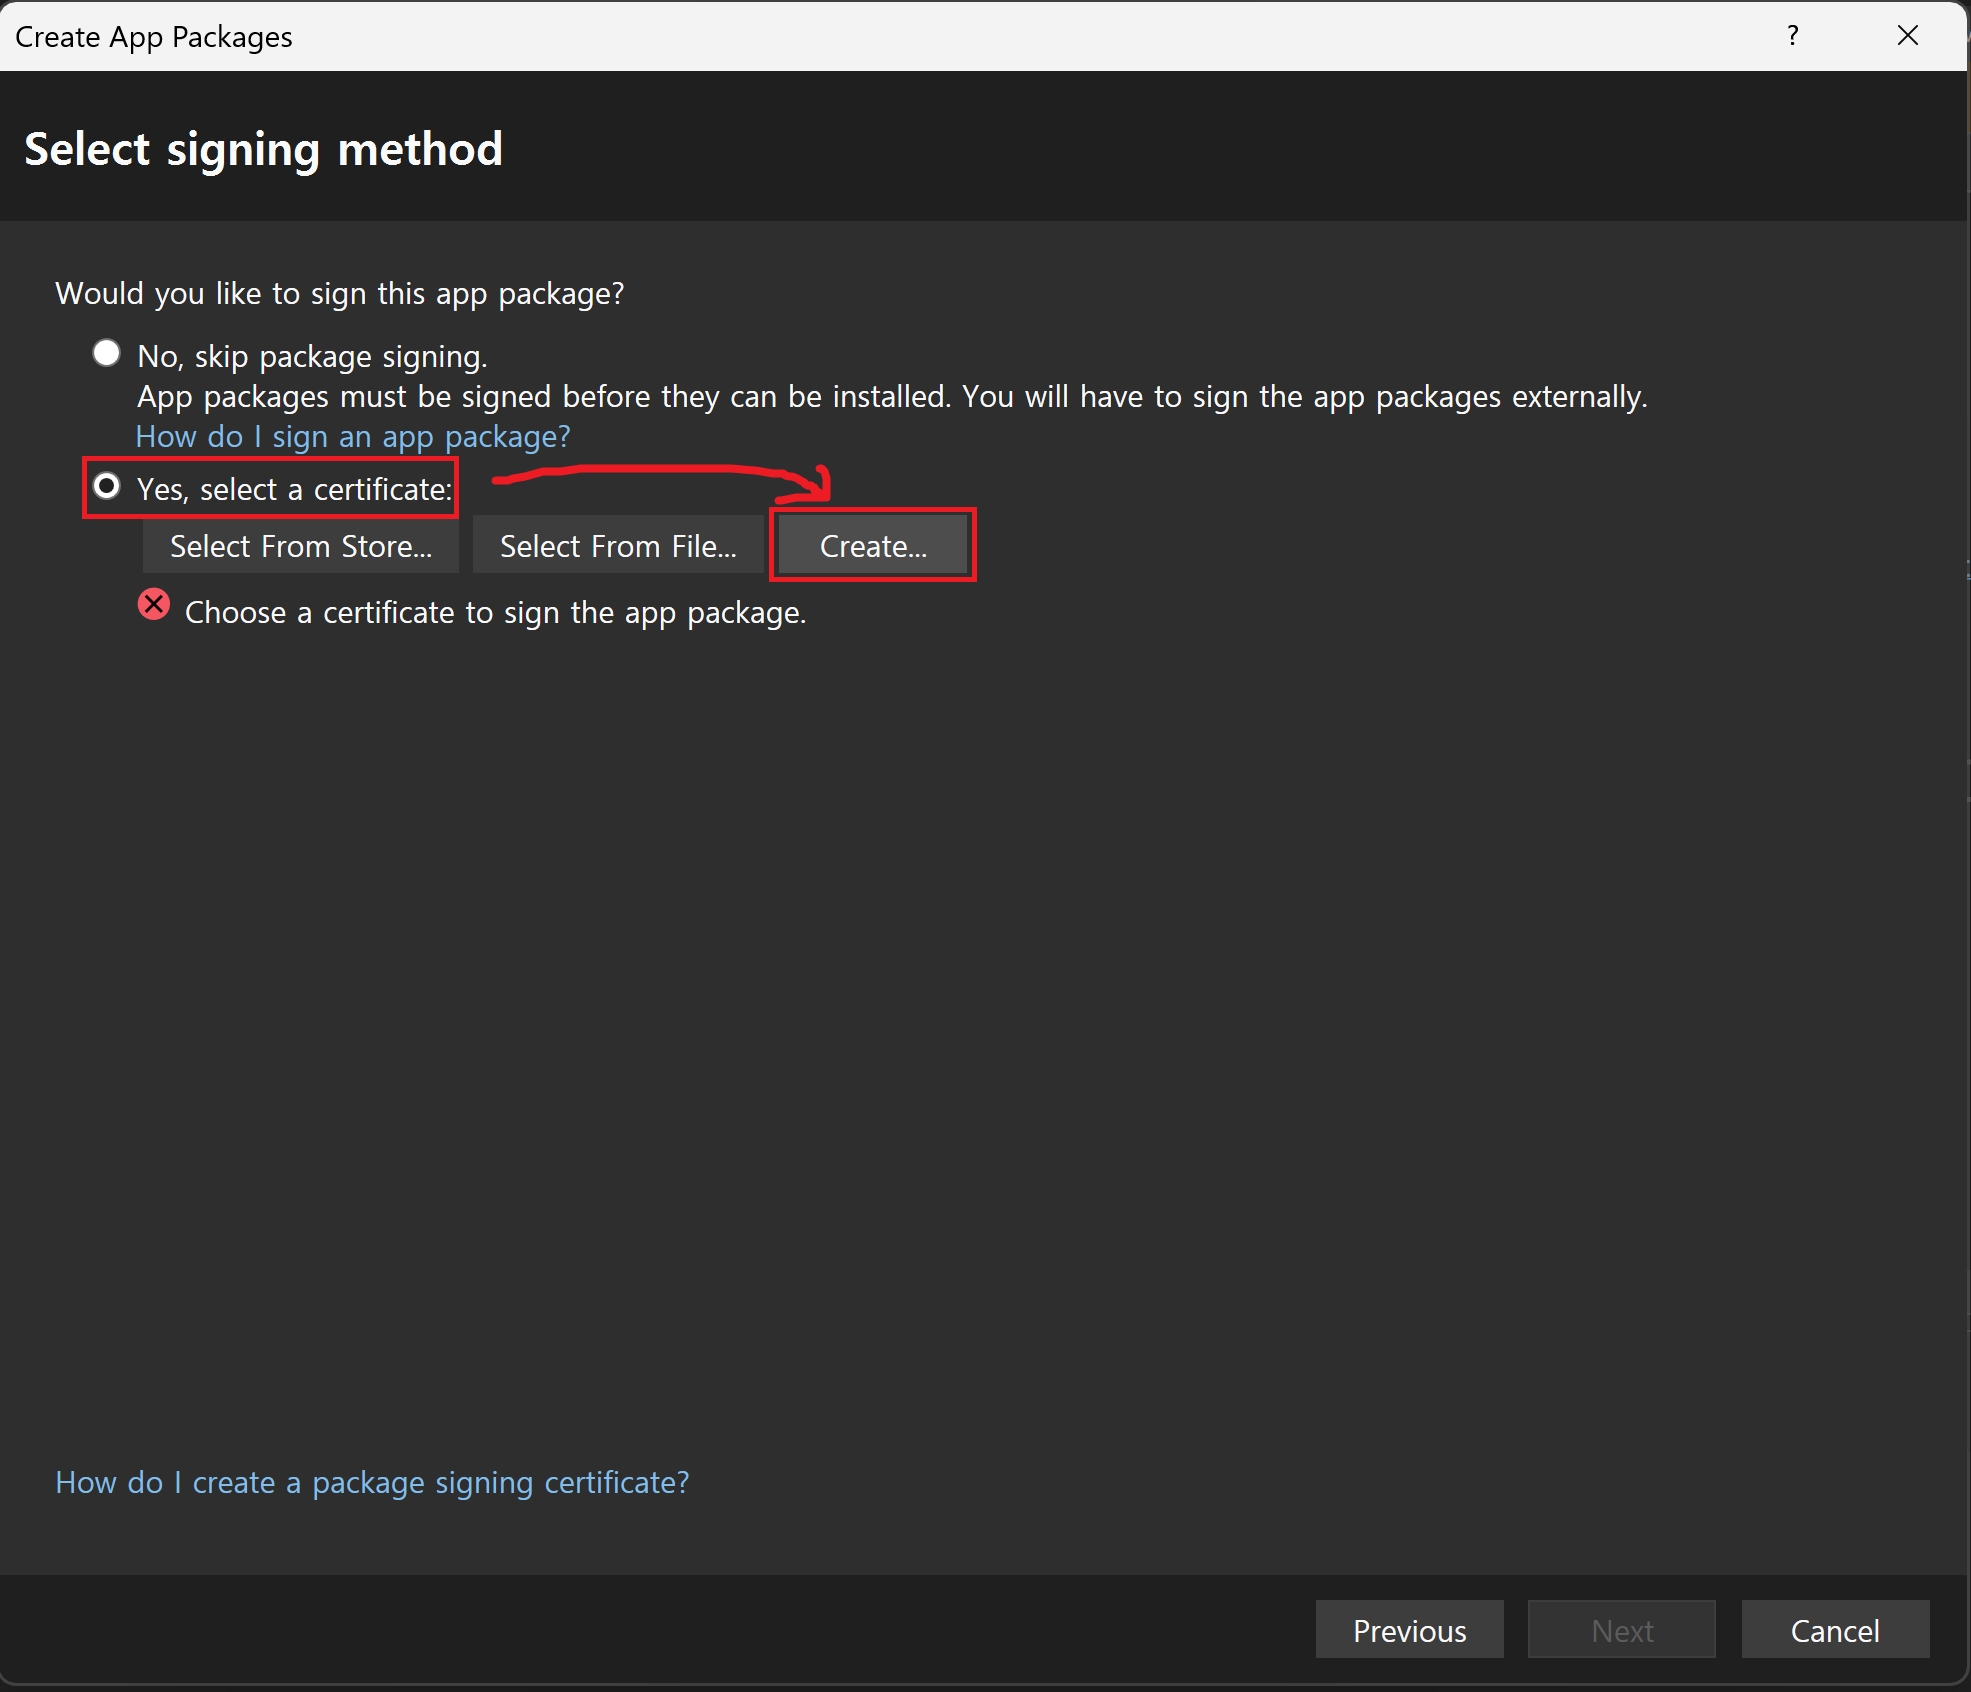 Create App Packages
?
Select signing method
Would you like to sign this app package?
No, skip package signing.
App packages must be signed before they can be installed. You will have to sign the app packages externally.
How do I sign an app package?
Yes, select a certificate:
Select From Store... Select From File... Create...
Choose a certificate to sign the app package.
How do I create a package signing certificate?
Previous Next Cancel